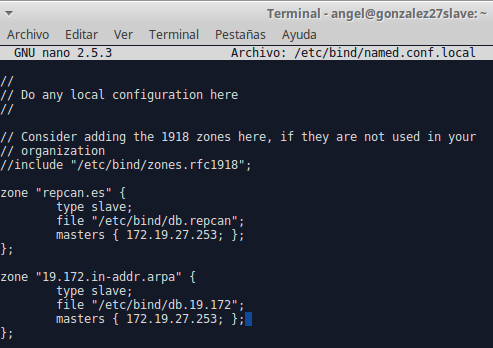 Terminal - angel@gonzalez27slave: ~
Archivo Editar Ver Terminal Pestañas Ayuda
GNU nano 2.5.3 Archivo: /etc/bind/named.conf.local
//
// Do any local configuration here
//
// Consider adding the 1918 zones here, if they are not used in your
// organization
//include "/etc/bind/zones.rfc1918";
zone "repcan.es" {
type slave;
file "/etc/bind/db.repcan";
masters { 172.19.27.253; };
};
zone "19.172.in-addr.arpa" {
type slave;
file "/etc/bind/db.19.172";
masters { 172.19.27.253; };
};